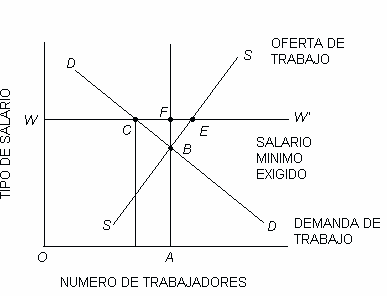 OFERTA DE
TRABAJO
D
S
TIPO DE SALARIO
W
C
F
E
W'
B
SALARIO
MINIMO
EXIGIDO
S
D
DEMANDA DE
TRABAJO
O
A
NUMERO DE TRABAJADORES